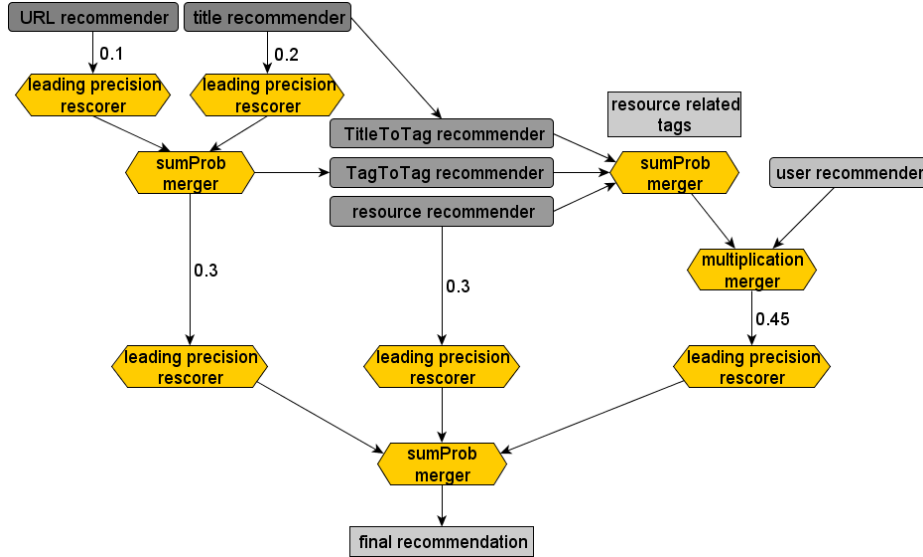 URL recommender
title recommender
0.1
0.2
leading precision
rescorer
leading precision
rescorer
resource related
tags
TitleToTag recommender
sumProb
merger
TagToTag recommender
sumProb
merger
user recommender
resource recommender
multiplication
merger
0.3
0.3
0.45
leading precision
rescorer
leading precision
rescorer
leading precision
rescorer
sumProb
merger
final recommendation